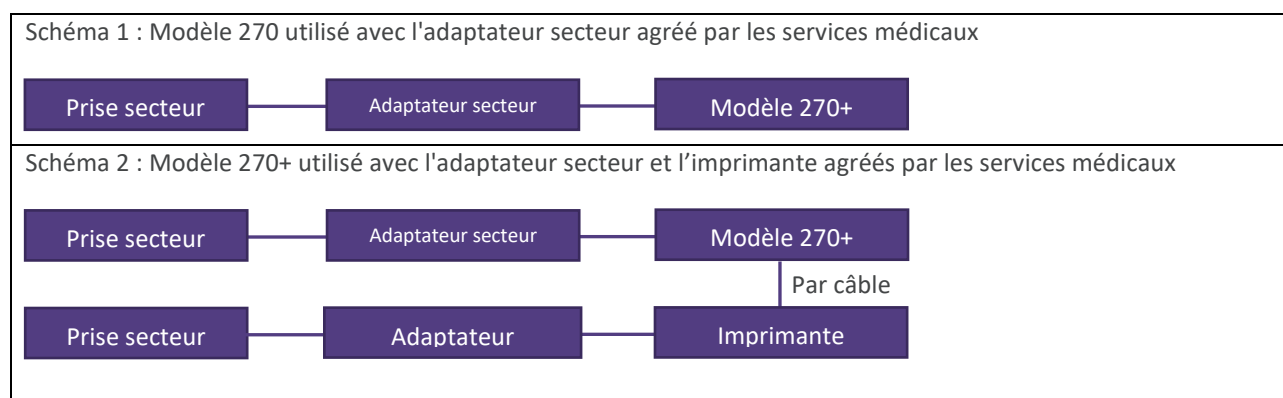 Schéma 1 : Modèle 270 utilisé avec l'adaptateur secteur agréé par les services médicaux
Prise secteur Adaptateur secteur Modèle 270+
Schéma 2 : Modèle 270+ utilisé avec l'adaptateur secteur et l’imprimante agréés par les services médicaux
Prise secteur Adaptateur secteur Modèle 270+
Par câble
Prise secteur Adaptateur Imprimante